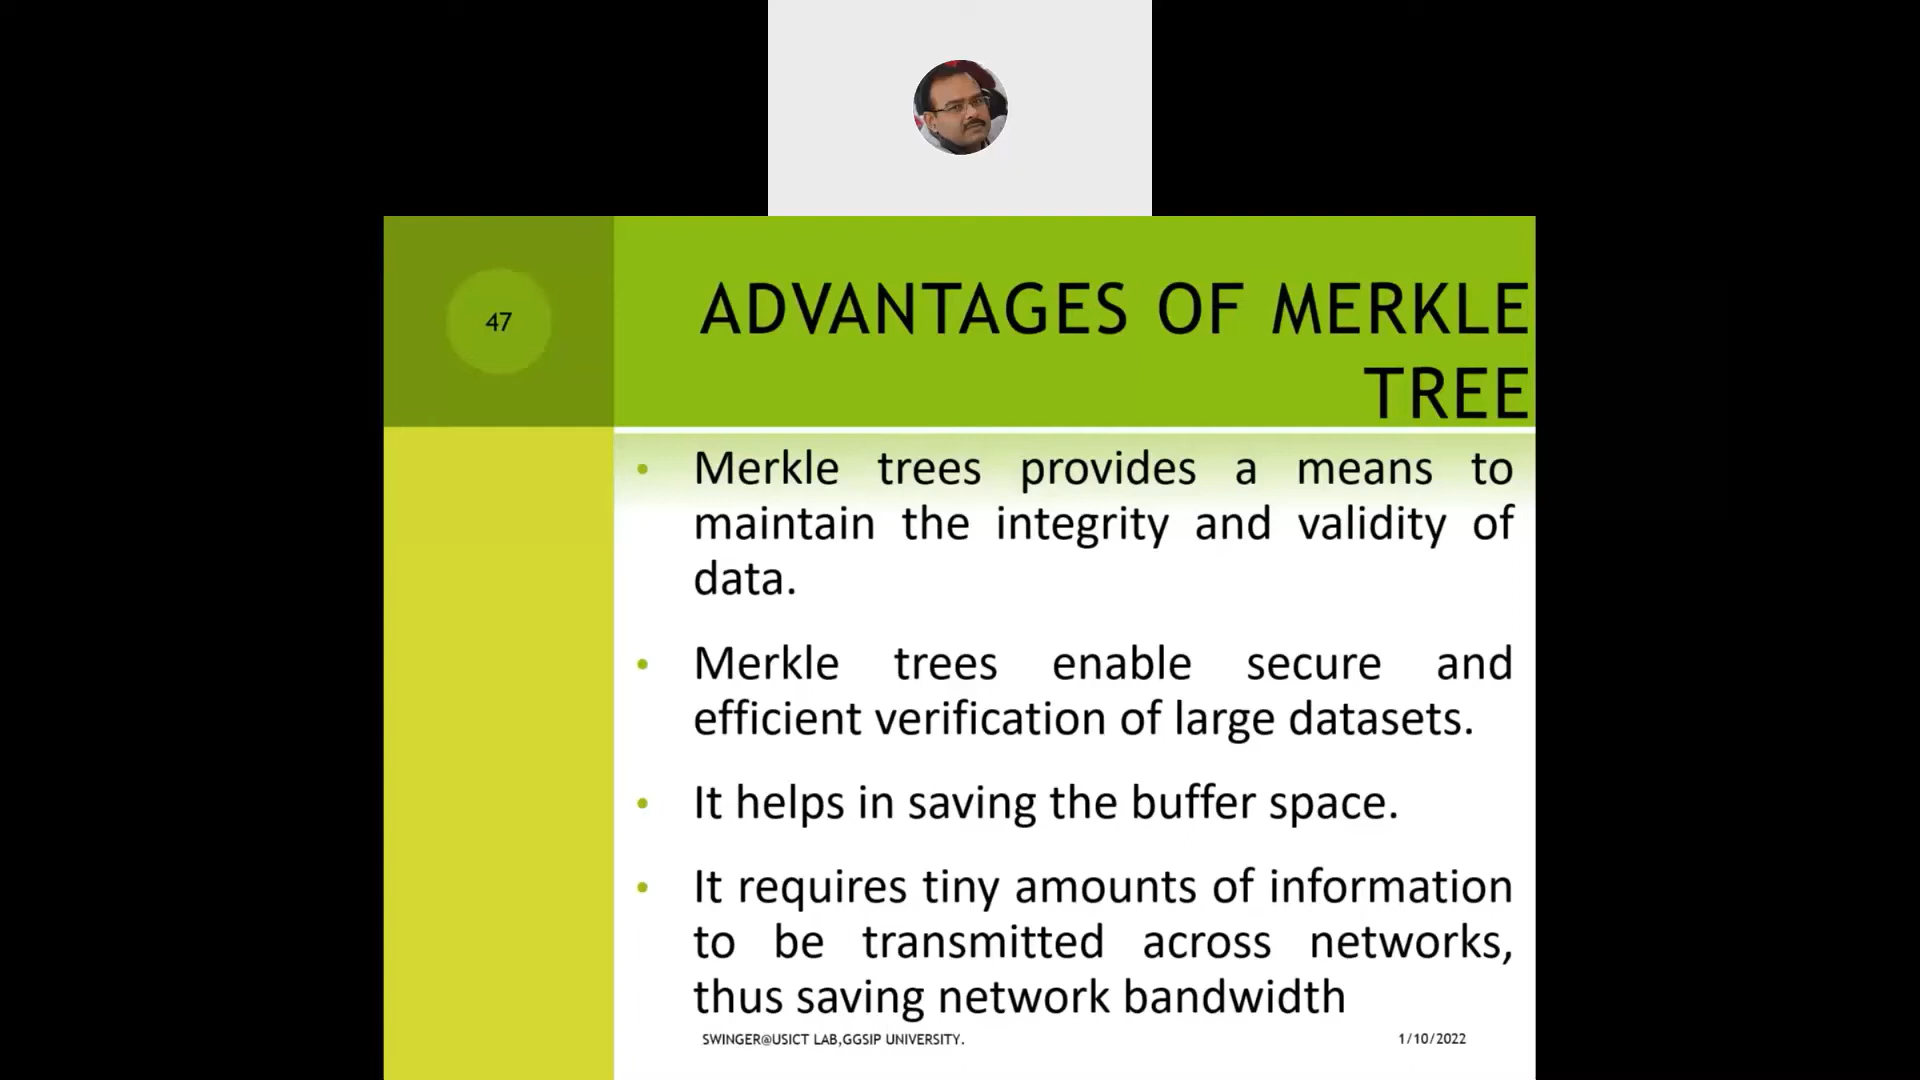 47
ADVANTAGES OF MERKLE
TREE
• Merkle trees provides a means to
maintain the integrity and validity of
data.
• Merkle trees enable secure and
efficient verification of large datasets.
• It helps in saving the buffer space.
• It requires tiny amounts of information
to be transmitted across networks,
thus saving network bandwidth
SWINGER@USICT LAB,GGSIP UNIVERSITY.
1/10/2022